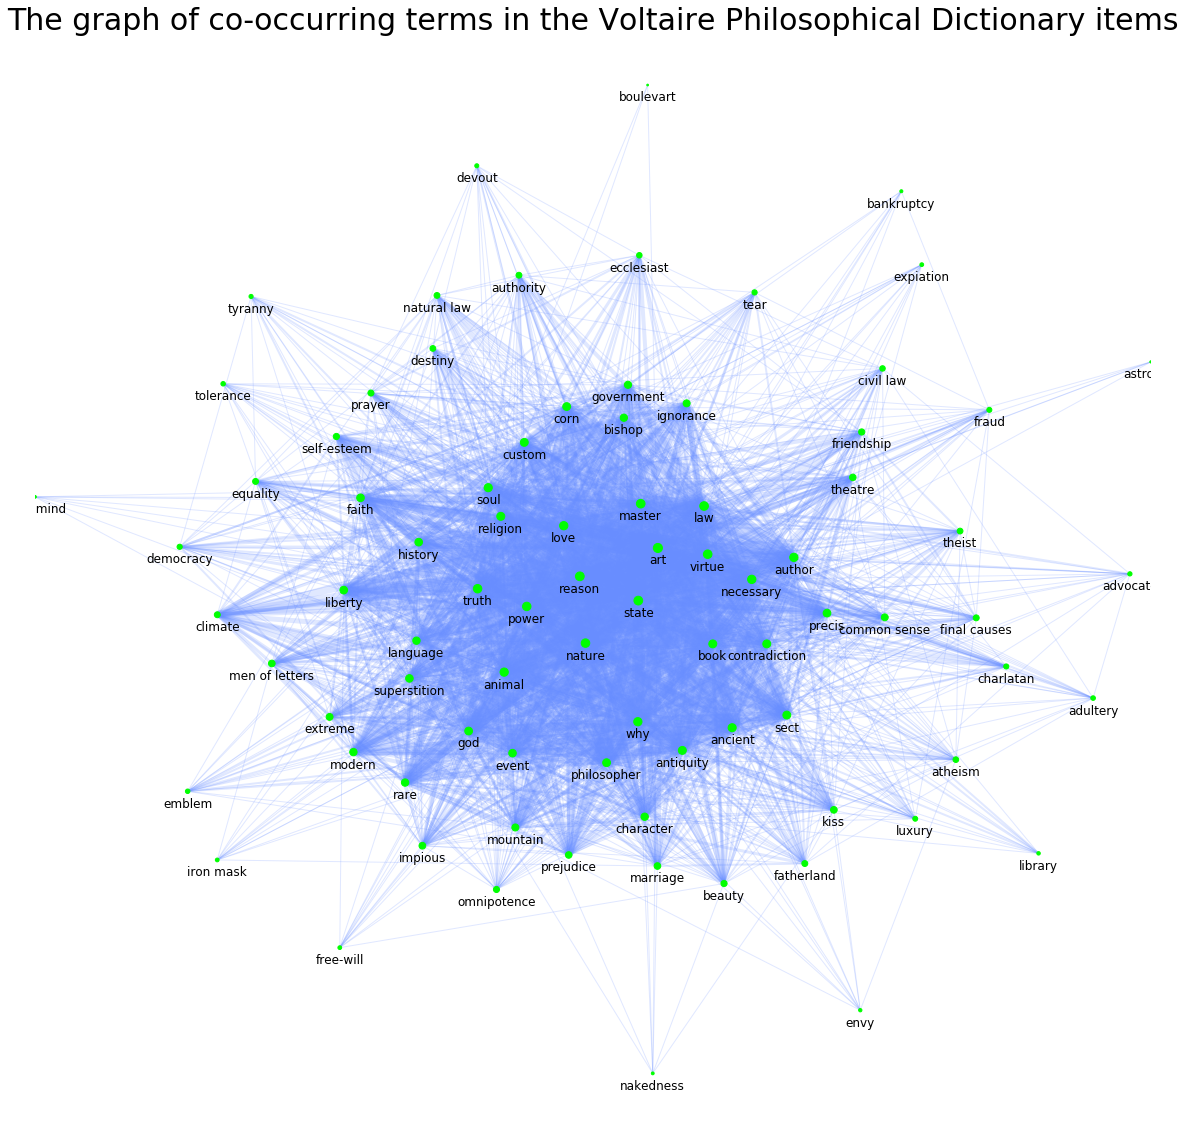 The graph of co-occurring terms in the Voltaire Philosophical Dictionary items
boulevart
devout
bankruptcy
ecclesiast
expiation
authority
tear
natural law
tyranny
destiny
civil law
astro
tolerance
prayer
government
corn
ignorance
fraud
bishop
friendship
self-esteem
custom
theatre
equality
soul
faith
mind
master
law
religion
love
theist
history
democracy
art
virtue
author
advocat
reason
necessary
truth
liberty
state
power
climate
precis
common sense
final causes
language
nature
book
contradiction
men of letters
charlatan
animal
superstition
adultery
sect
extreme
why
ancient
god
event
antiquity
modern
philosopher
atheism
rare
emblem
kiss
luxury
character
mountain
impious
library
prejudice
iron mask
marriage
fatherland
beauty
omnipotence
free-will
envy
nakedness